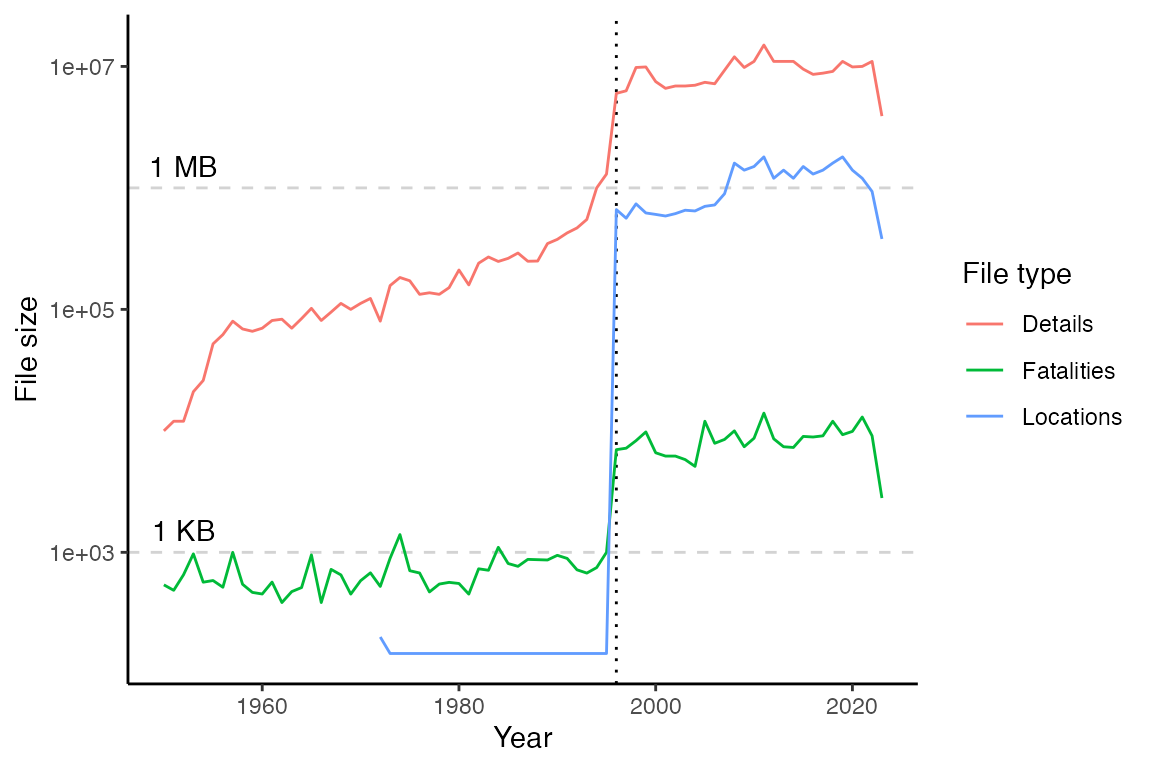 1e+07
1 MB
1e+05
1 KB
1e+03
File size
1960
1980
2000
2020
Year
File type
Details
Fatalities
Locations